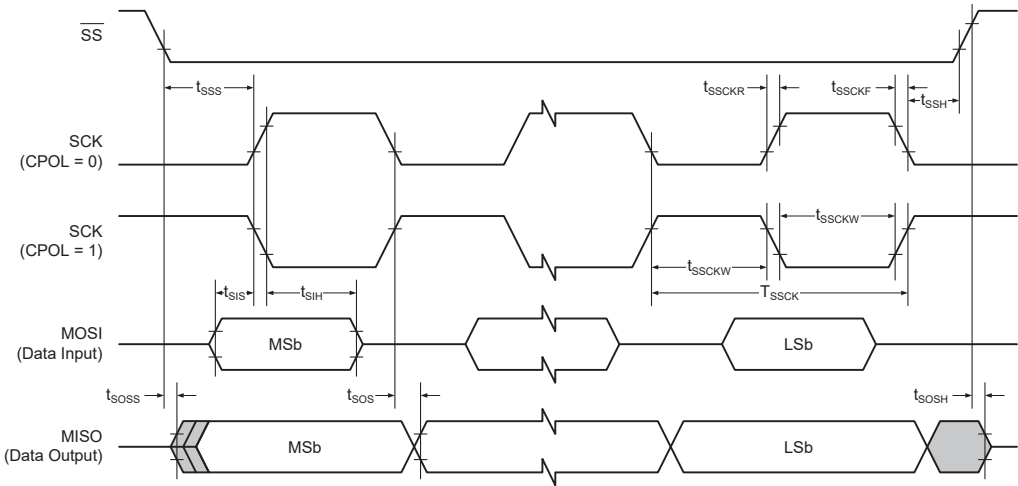 SS
tSSS
tSSCKR
tSSCKF
tSSH
SCK
(CPOL = 0)
SCK
(CPOL = 1)
tSSCKW
tSSCKW
TSSCK
tSIS
tSIH
MOSI
(Data Input)
MSb
LSb
tSOSS
tSOS
tSOSH
MISO
(Data Output)
MSb
LSb